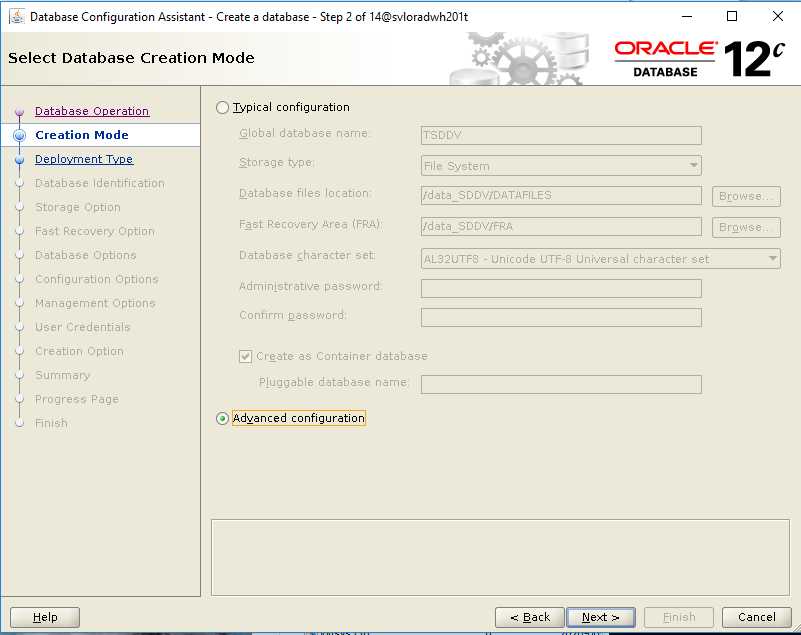 Database Configuration Assistant - Create a database - Step 2 of 14@svloradwh201t
Select Database Creation Mode
ORACLE
DATABASE
12c
Database Operation
Creation Mode
Deployment Type
Database Identification
Storage Option
Fast Recovery Option
Database Options
Configuration Options
Management Options
User Credentials
Creation Option
Summary
Progress Page
Finish
Typical configuration
Global database name: TSDDV
Storage type: File System
Database files location: /data_SDDV/DATAFILES Browse...
Fast Recovery Area (FRA): /data_SDDV/FRA Browse...
Database character set: AL32UTF8 - Unicode UTF-8 Universal character set
Administrative password:
Confirm password:
Create as Container database
Pluggable database name:
Advanced configuration
Help
< Back
Next >
Finish
Cancel